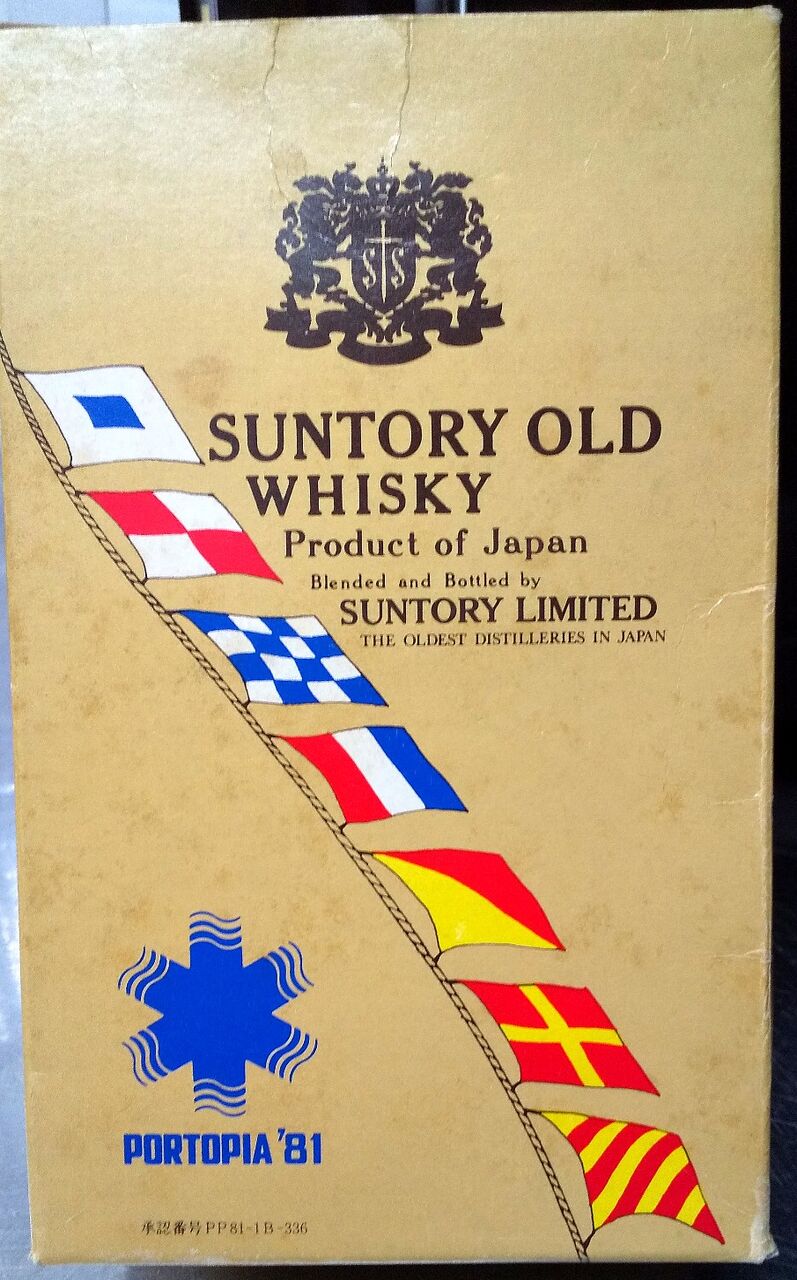 SS
SUNTORY OLD
WHISKY
Product of Japan
Blended and Bottled by
SUNTORY LIMITED
THE OLDEST DISTILLERIES IN JAPAN
PORTOPIA '81
承認番号PP81-1B-336